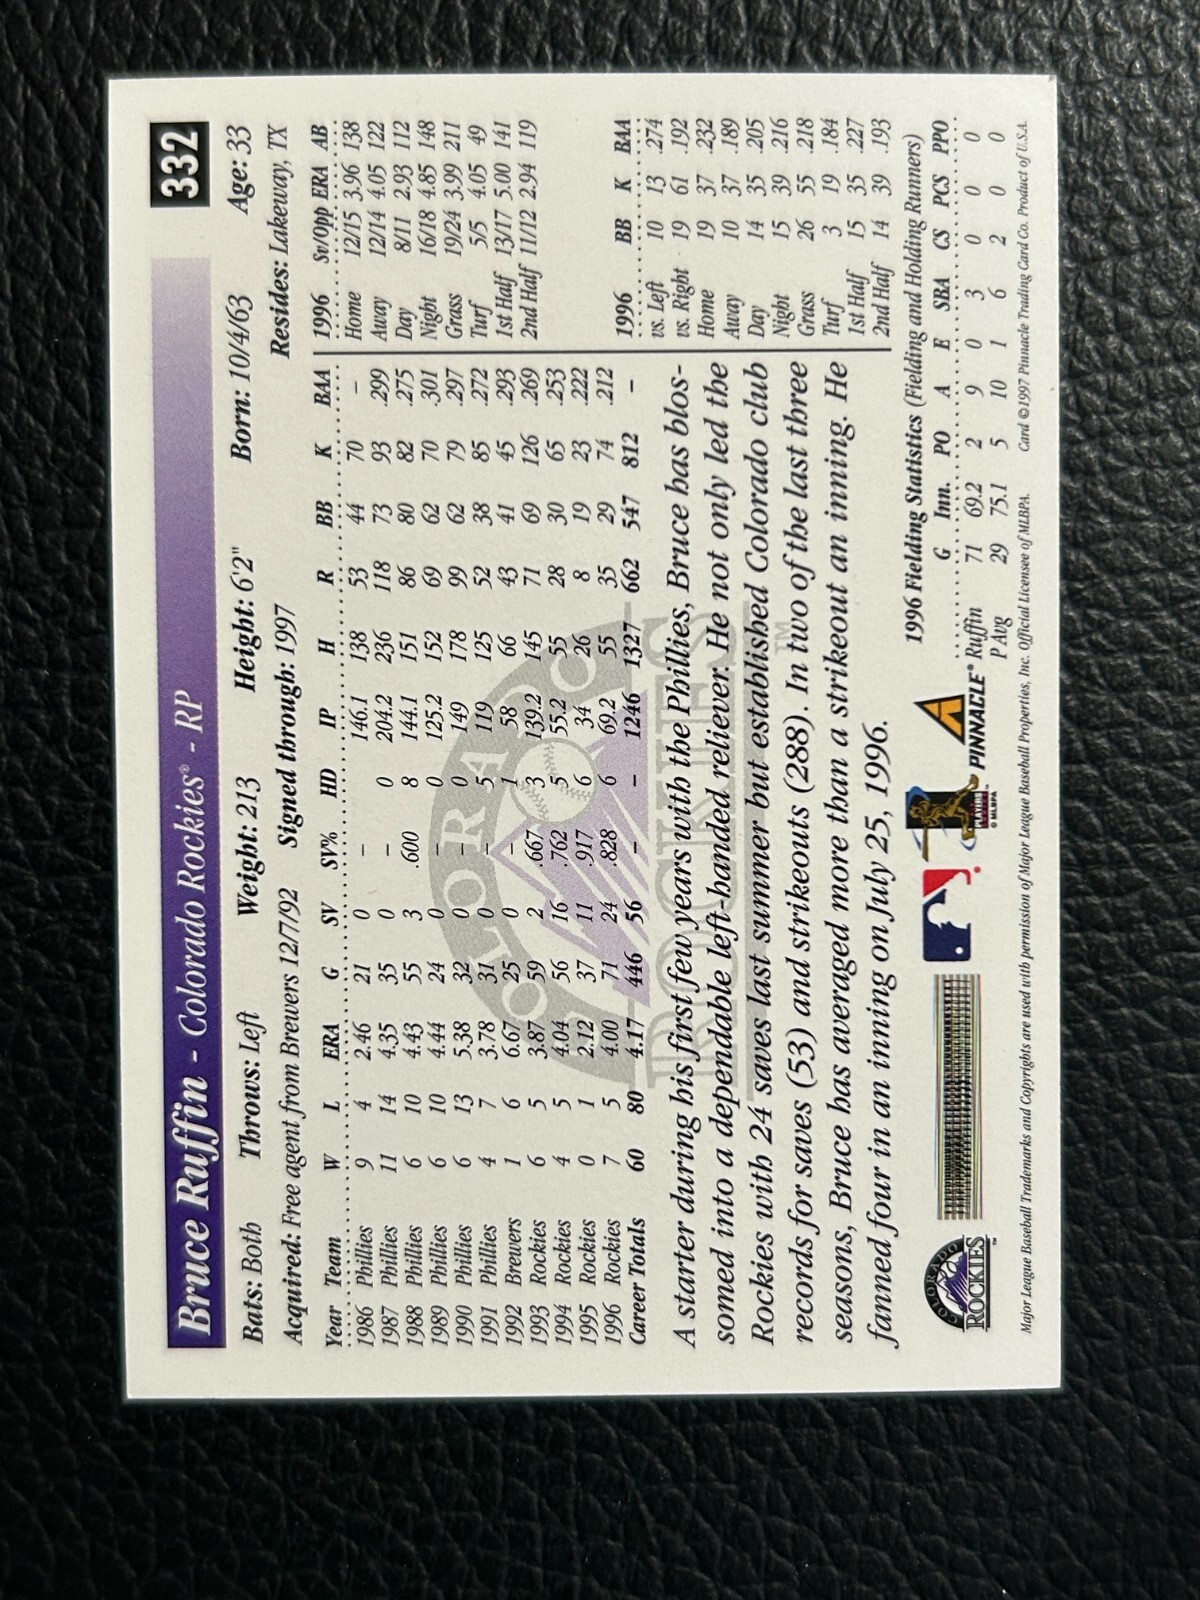 332
Bruce Ruffin - Colorado Rockies® - RP
Bats: Both Throws: Left Weight: 213 Height: 6'2" Born: 10/4/63 Age: 33
Acquired: Free agent from Brewers 12/7/92 Signed through: 1997 Resides: Lakeway, TX
Year Team W L ERA G SV SV% HD IP H R BB K BAA
1986 Phillies 9 4 2.46 21 0 – 146.1 138 53 44 70 –
1987 Phillies 11 14 4.35 35 0 – 0 204.2 236 118 73 93 .299
1988 Phillies 6 10 4.43 55 3 .600 8 144.1 151 86 80 82 .275
1989 Phillies 6 10 4.44 24 0 – 0 125.2 152 69 62 70 .301
1990 Phillies 6 13 5.38 32 0 – 0 149 178 99 62 79 .297
1991 Phillies 4 7 3.78 31 0 – 5 119 125 52 38 85 .272
1992 Brewers 1 6 6.67 25 0 – 1 58 66 43 41 45 .293
1993 Rockies 6 5 3.87 59 2 .667 3 139.2 145 71 69 126 .269
1994 Rockies 4 5 4.04 56 16 .762 5 55.2 55 28 30 65 .253
1995 Rockies 0 1 2.12 37 11 .917 6 34 26 8 19 23 .222
1996 Rockies 7 5 4.00 71 24 .828 6 69.2 55 35 29 74 .212
Career Totals 60 80 4.17 446 56 – – 1246 1327 662 547 812 –
1996 Sv/Opp ERA AB
Home 12/15 3.96 138
Away 12/14 4.05 122
Day 8/11 2.93 112
Night 16/18 4.85 148
Grass 19/24 3.99 211
Turf 5/5 4.05 49
1st Half 13/17 5.00 141
2nd Half 11/12 2.94 119
1996 BB K BAA
vs. Left 10 13 .274
vs. Right 19 61 .192
Home 19 37 .232
Away 10 37 .189
Day 14 35 .205
Night 15 39 .216
Grass 26 55 .218
Turf 3 19 .184
1st Half 15 35 .227
2nd Half 14 39 .193
COLORADO
ROCKIES
TM
A starter during his first few years with the Phillies, Bruce has blos-
somed into a dependable left-handed reliever. He not only led the
Rockies with 24 saves last summer but established Colorado club
records for saves (53) and strikeouts (288). In two of the last three
seasons, Bruce has averaged more than a strikeout an inning. He
fanned four in an inning on July 25, 1996.
1996 Fielding Statistics (Fielding and Holding Runners)
G Inn. PO A E SBA CS PCS PPO
Ruffin 71 69.2 2 9 0 3 0 0 0
P Avg 29 75.1 5 10 1 6 2 0 0
COLORADO
ROCKIES
TM
PLAYERS
© MLBPA
PINNACLE®
Major League Baseball Trademarks and Copyrights are used with permission of Major League Baseball Properties, Inc. Official Licensee of MLBPA. Card ©1997 Pinnacle Trading Card Co. Product of U.S.A.